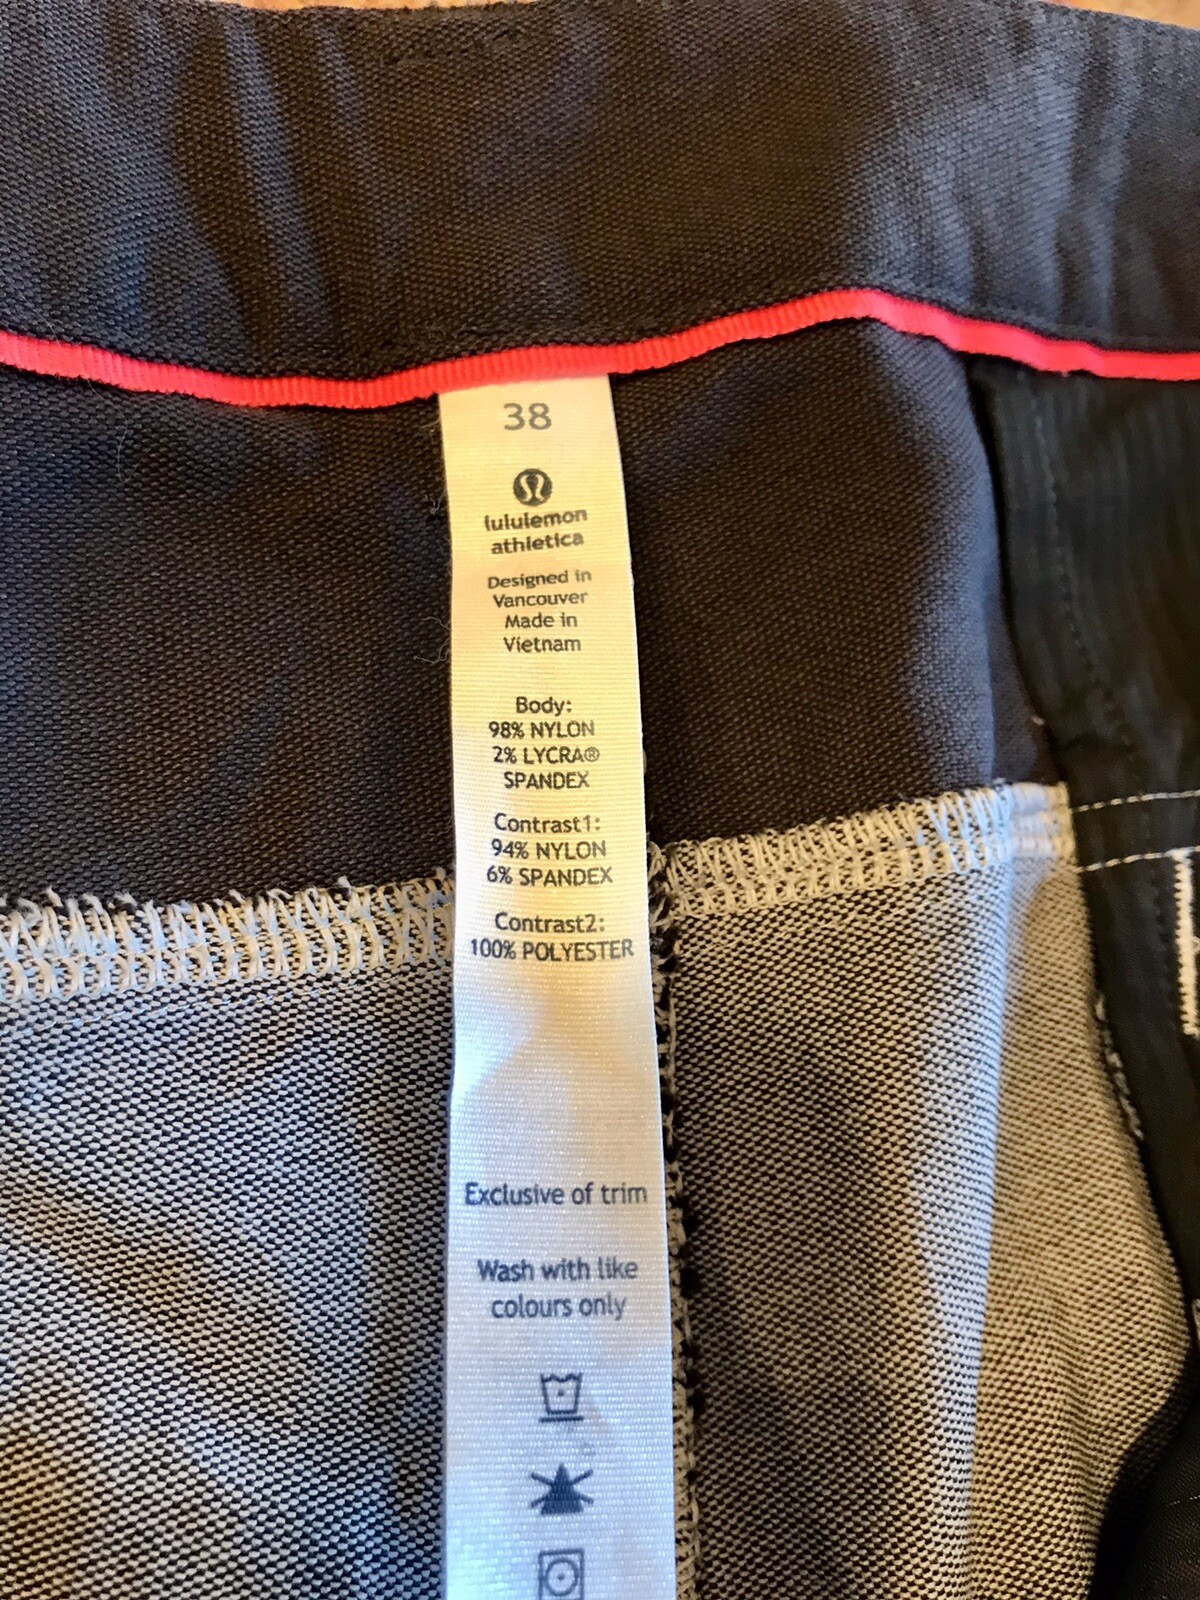 38
lululemon
athletica
Designed in
Vancouver
Made in
Vietnam
Body:
98% NYLON
2% LYCRA®
SPANDEX
Contrast1:
94% NYLON
6% SPANDEX
Contrast2:
100% POLYESTER
Exclusive of trim
Wash with like
colours only